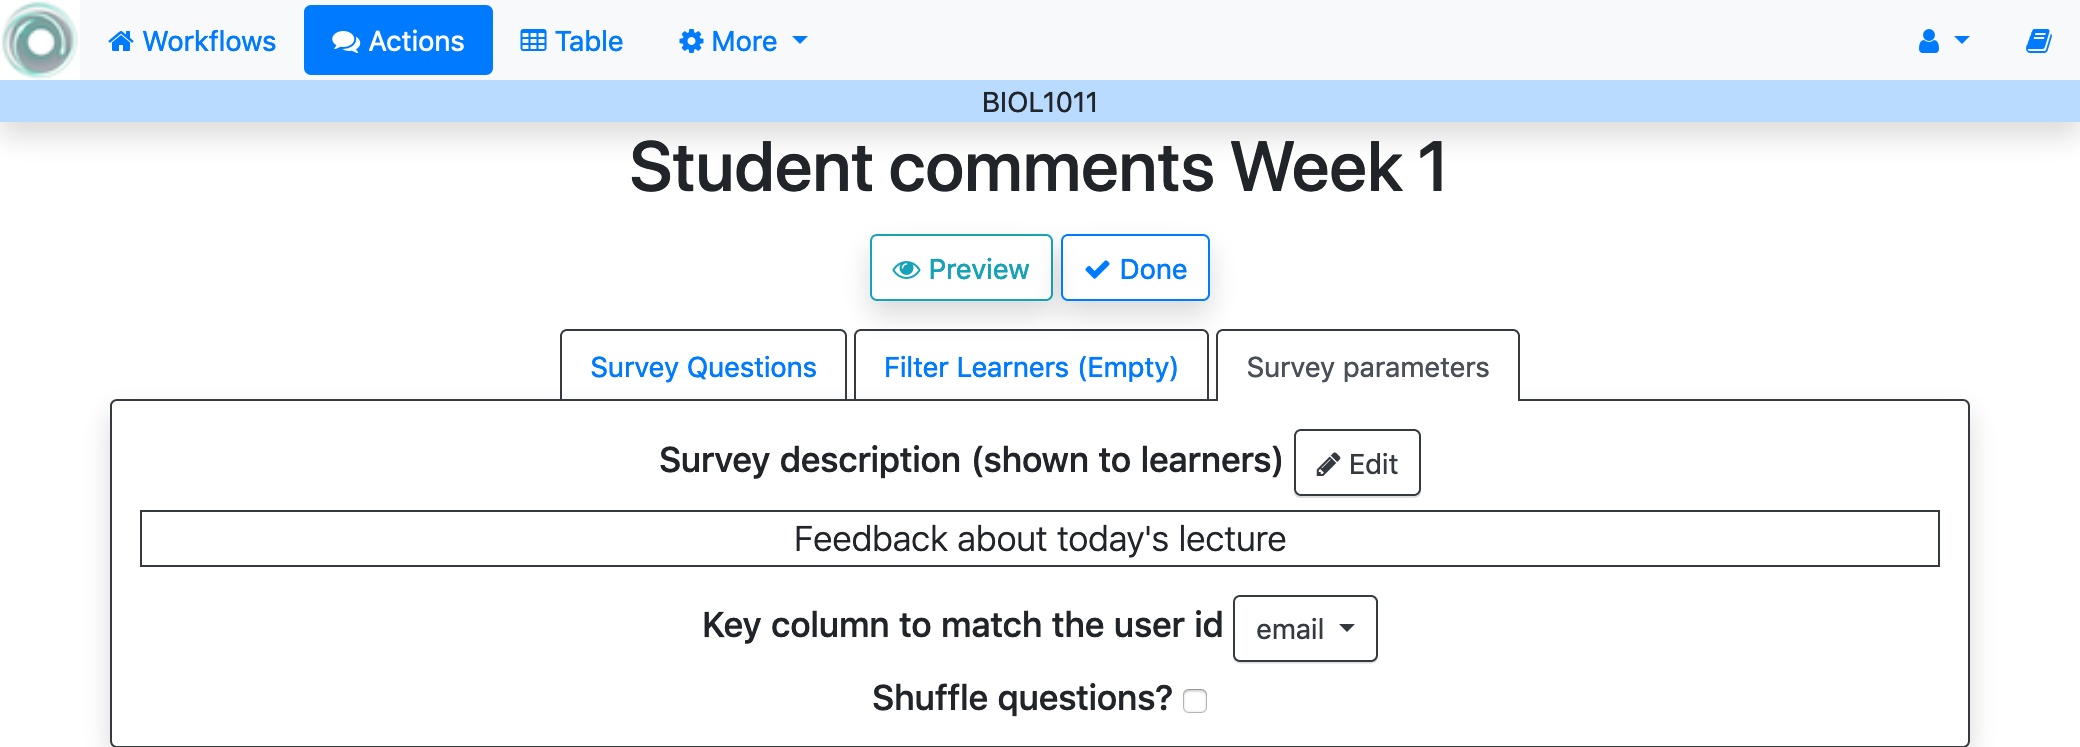 Workflows Actions Table More
BIOL1011
Student comments Week 1
Preview Done
Survey Questions Filter Learners (Empty) Survey parameters
Survey description (shown to learners) Edit
Feedback about today's lecture
Key column to match the user id email
Shuffle questions?